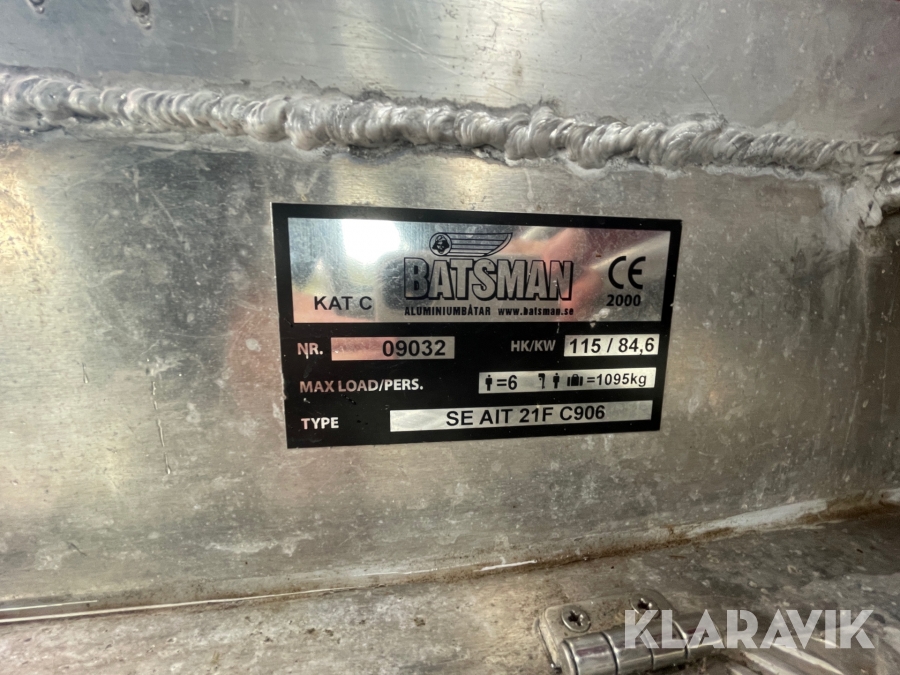 KAT C
BATSMAN
ALUMINIUMBÅTAR www.batsman.se
CE
2000
NR. 09032 HK/KW 115 / 84,6
MAX LOAD/PERS. =6 =1095kg
TYPE SE AIT 21F C906
KLARAVIK